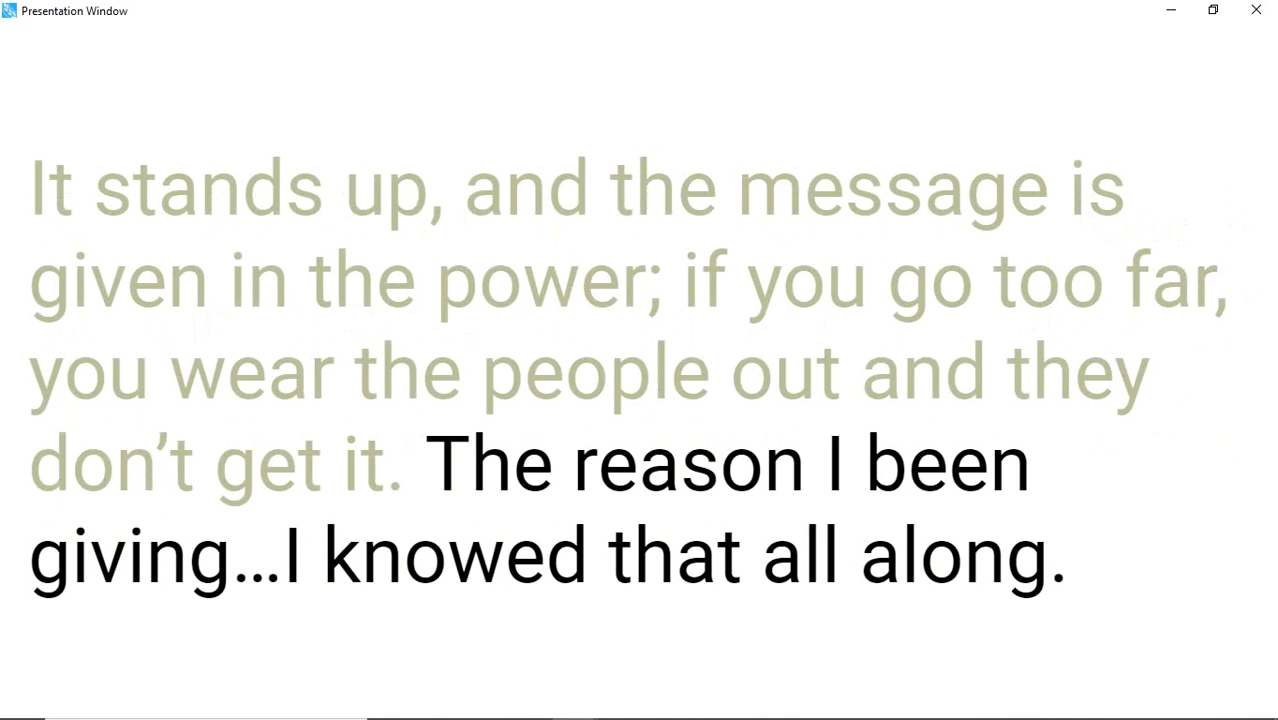 Presentation Window
It stands up, and the message is
given in the power; if you go too far,
you wear the people out and they
don’t get it. The reason I been
giving…I knowed that all along.